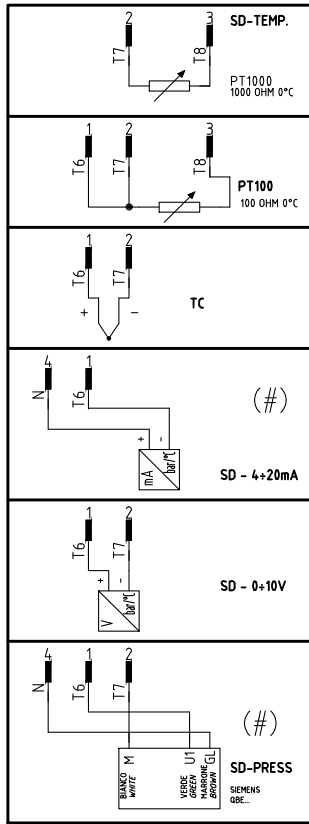 2 3 SD-TEMP.
T7 T8
PT1000
1000 OHM 0°C
1 2 3
T6 T7 T8
PT100
100 OHM 0°C
1 2
T6 T7
+ -
TC
4 1
N T6
(#)
+ -
mA bar/°C
SD - 4÷20mA
1 2
T6 T7
+ -
V bar/°C
SD - 0÷10V
4 1 2
N T6 T7
(#)
BIANCO
WHITE
M
VERDE
GREEN
U1
MARRONE
BROWN
GL
SD-PRESS
SIEMENS
QBE...